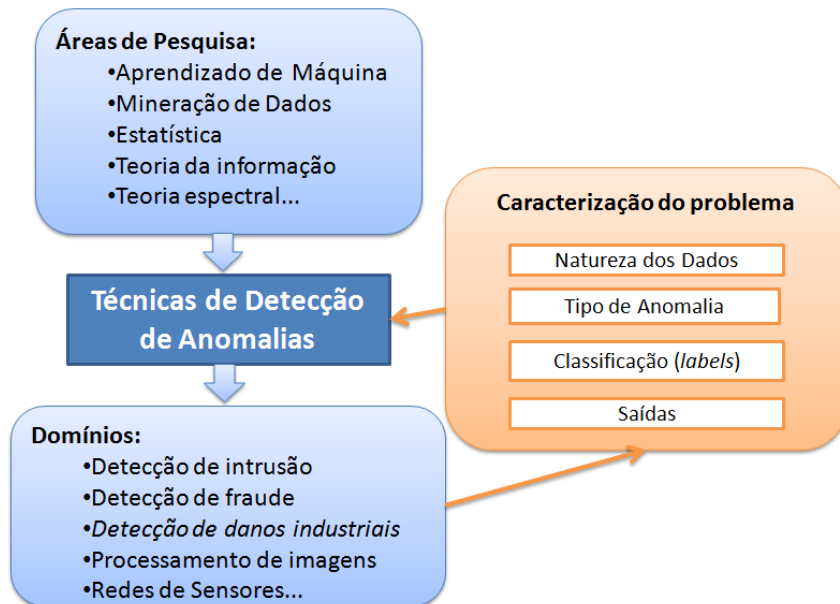 Áreas de Pesquisa:
•Aprendizado de Máquina
•Mineração de Dados
•Estatística
•Teoria da informação
•Teoria espectral...
Técnicas de Detecção
de Anomalias
Domínios:
•Detecção de intrusão
•Detecção de fraude
•Detecção de danos industriais
•Processamento de imagens
•Redes de Sensores...
Caracterização do problema
Natureza dos Dados
Tipo de Anomalia
Classificação (labels)
Saídas